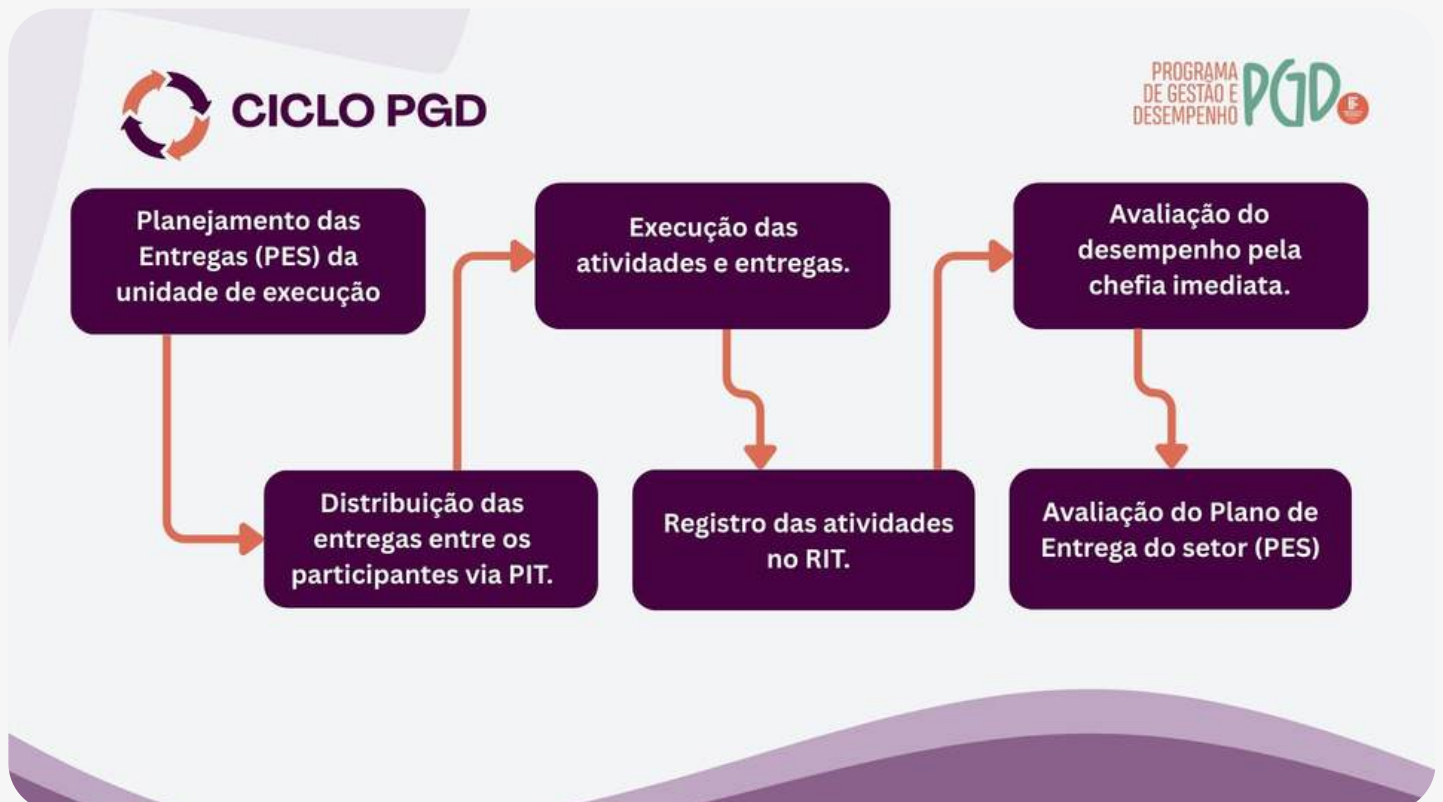 CICLO PGD
PROGRAMA
DE GESTÃO E
DESEMPENHO
PGD
Planejamento das
Entregas (PES) da
unidade de execução
Distribuição das
entregas entre os
participantes via PIT.
Execução das
atividades e entregas.
Registro das atividades
no RIT.
Avaliação do
desempenho pela
chefia imediata.
Avaliação do Plano de
Entrega do setor (PES)